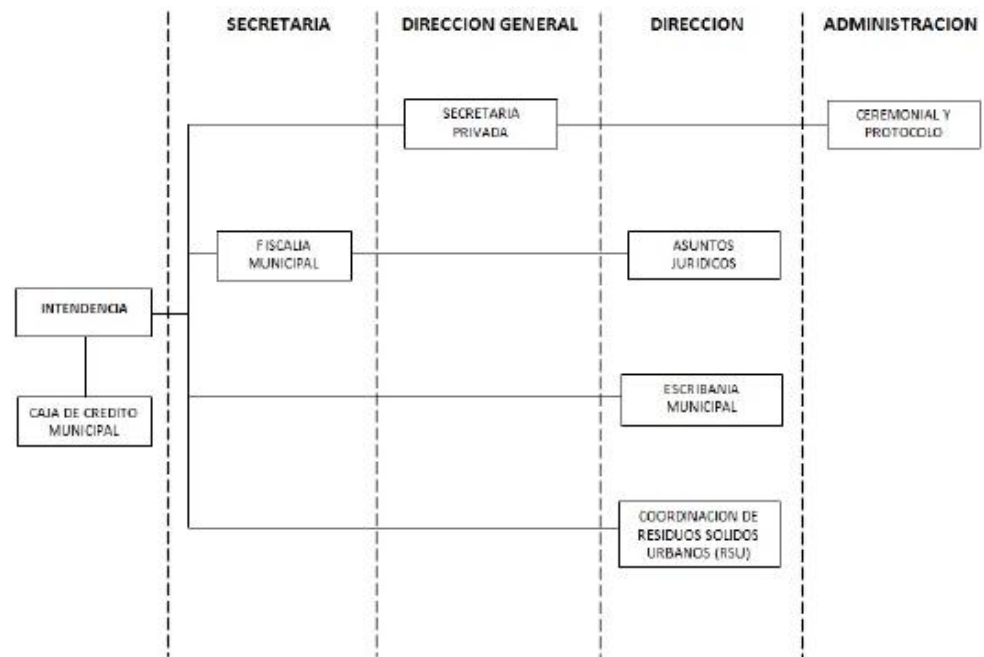 SECRETARIA
DIRECCION GENERAL
DIRECCION
ADMINISTRACION
SECRETARIA
PRIVADA
CEREMONIAL Y
PROTOCOLO
FISCALIA
MUNICIPAL
ASUNTOS
JURIDICOS
INTENDENCIA
CAJA DE CREDITO
MUNICIPAL
ESCRIBANIA
MUNICIPAL
COORDINACION DE
RESIDUOS SOLIDOS
URBANOS (RSU)